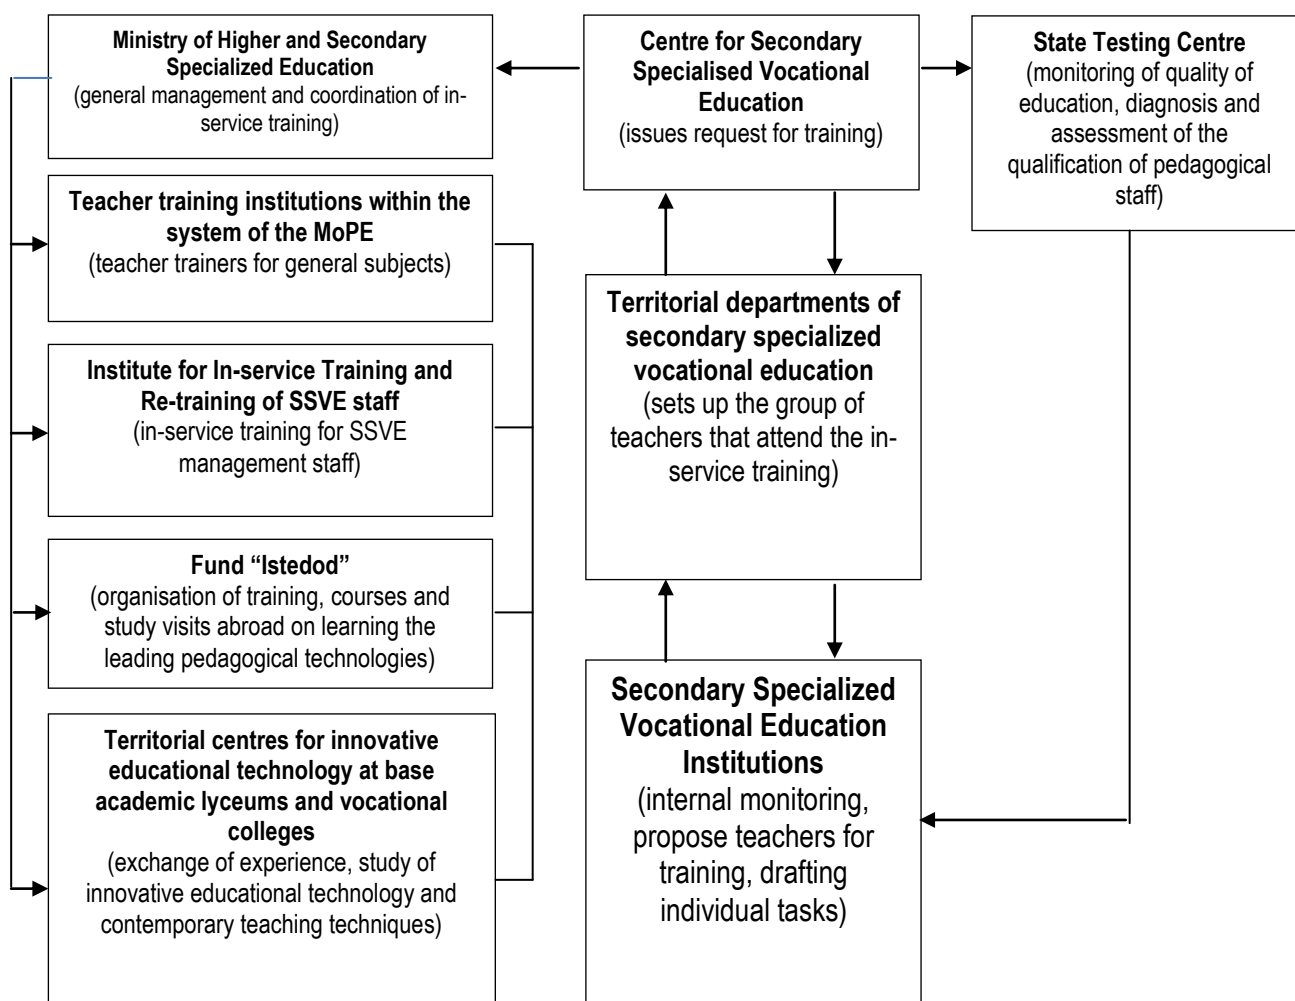 Ministry of Higher and Secondary
Specialized Education
(general management and coordination of in-
service training)
Teacher training institutions within the
system of the MoPE
(teacher trainers for general subjects)
Institute for In-service Training and
Re-training of SSVE staff
(in-service training for SSVE
management staff)
Fund “Istedod”
(organisation of training, courses and
study visits abroad on learning the
leading pedagogical technologies)
Territorial centres for innovative
educational technology at base
academic lyceums and vocational
colleges
(exchange of experience, study of
innovative educational technology and
contemporary teaching techniques)
Centre for Secondary
Specialised Vocational
Education
(issues request for training)
Territorial departments of
secondary specialized
vocational education
(sets up the group of
teachers that attend the in-
service training)
Secondary Specialized
Vocational Education
Institutions
(internal monitoring,
propose teachers for
training, drafting
individual tasks)
State Testing Centre
(monitoring of quality of
education, diagnosis and
assessment of the
qualification of pedagogical
staff)